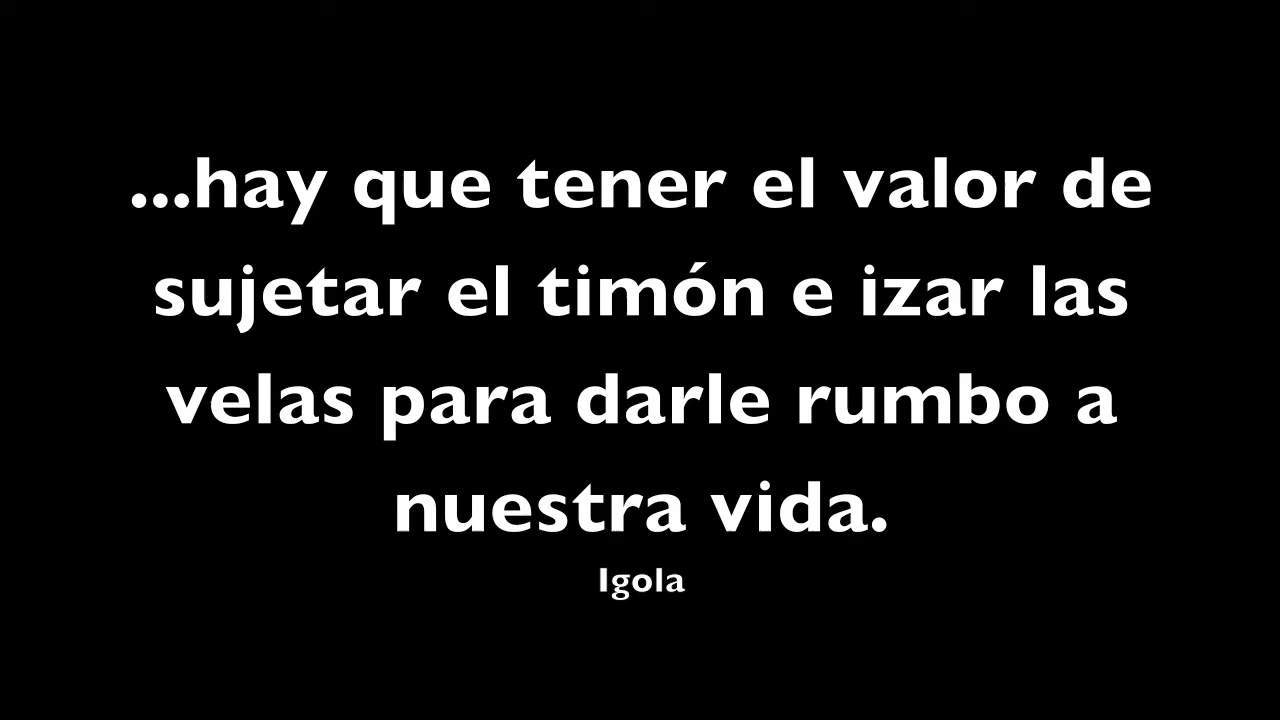 ...hay que tener el valor de
sujetar el timón e izar las
velas para darle rumbo a
nuestra vida.
Igola